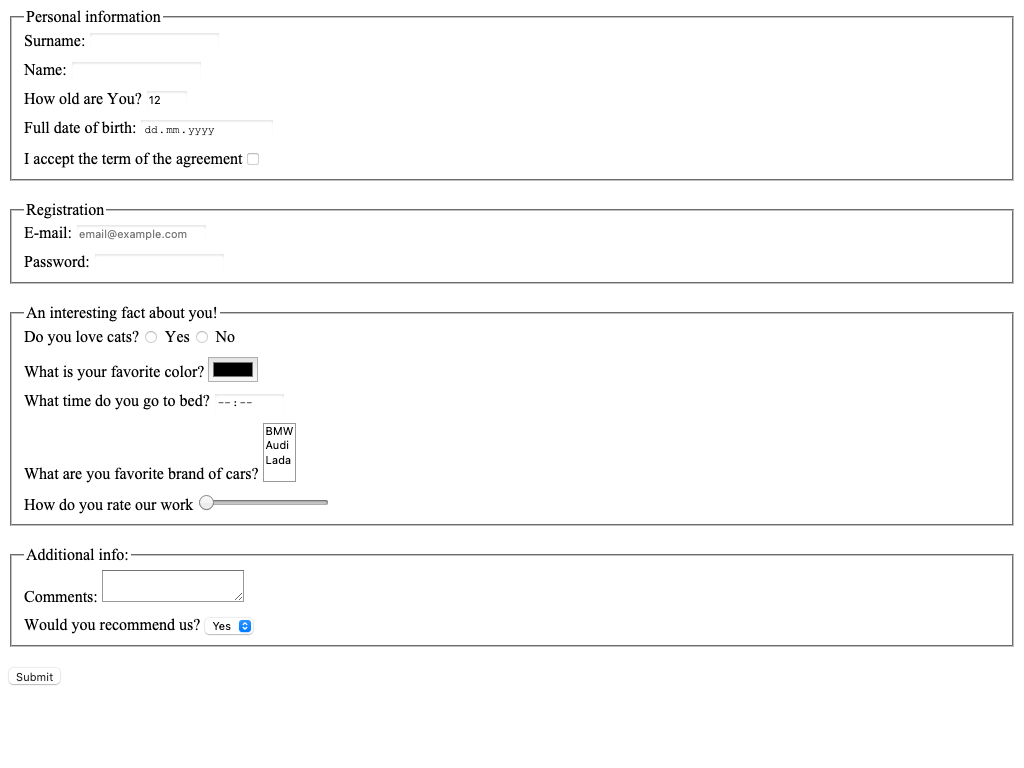 Personal information
Surname:
Name:
How old are You? 12
Full date of birth: dd.mm.yyyy
I accept the term of the agreement
Registration
E-mail: email@example.com
Password:
An interesting fact about you!
Do you love cats? Yes No
What is your favorite color?
What time do you go to bed? --:--
BMW
Audi
Lada
What are you favorite brand of cars?
How do you rate our work
Additional info:
Comments:
Would you recommend us? Yes
Submit